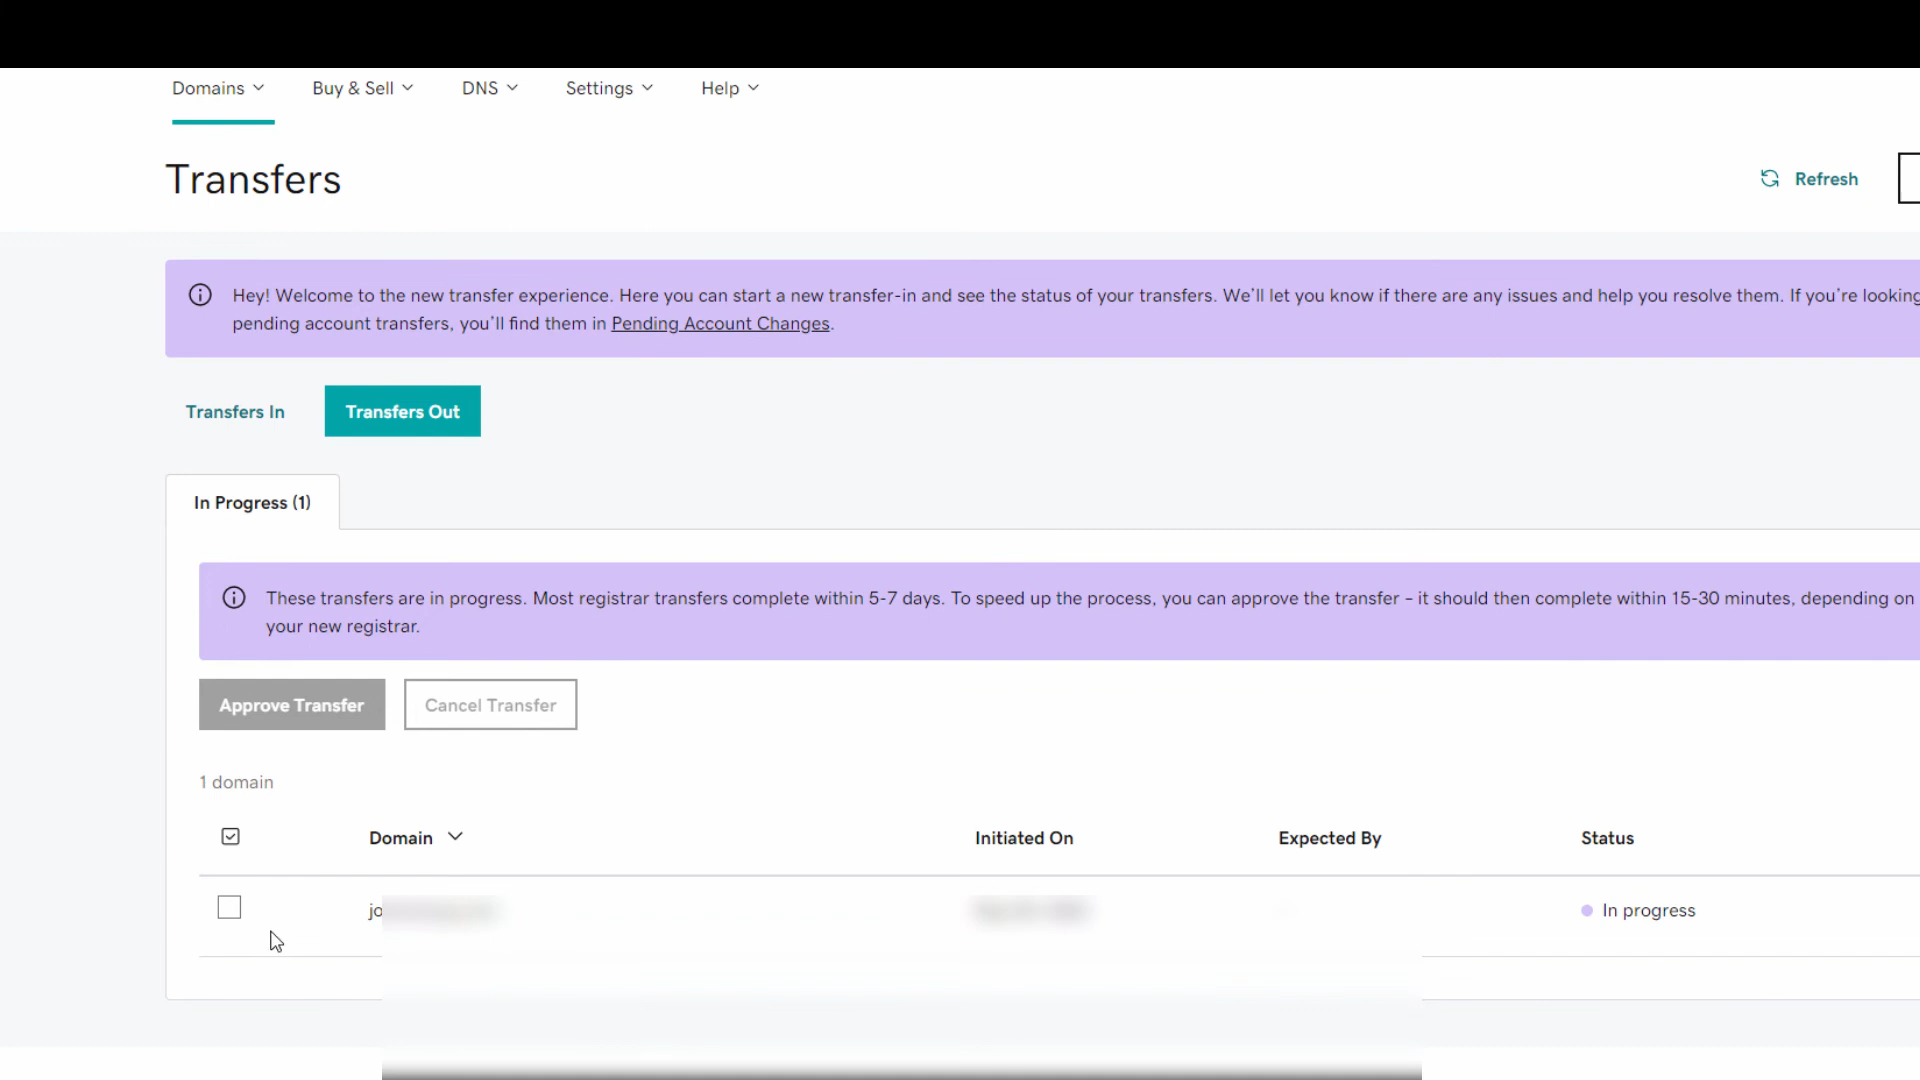 Domains Buy & Sell DNS Settings Help
Transfers
Refresh
Hey! Welcome to the new transfer experience. Here you can start a new transfer-in and see the status of your transfers. We'll let you know if there are any issues and help you resolve them. If you're looking
pending account transfers, you'll find them in Pending Account Changes.
Transfers In Transfers Out
In Progress (1)
These transfers are in progress. Most registrar transfers complete within 5-7 days. To speed up the process, you can approve the transfer – it should then complete within 15-30 minutes, depending on
your new registrar.
Approve Transfer Cancel Transfer
1 domain
Domain Initiated On Expected By Status
In progress